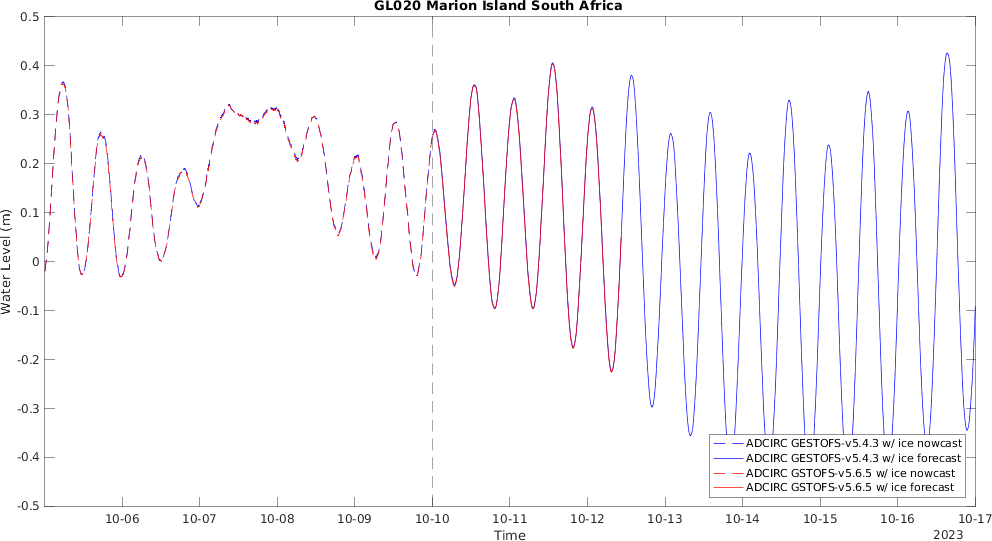 GL020 Marion Island South Africa
0.5
0.4
0.3
0.2
0.1
0
-0.1
-0.2
-0.3
-0.4
-0.5
Water Level (m)
ADCIRC GESTOFS-v5.4.3 w/ ice nowcast
ADCIRC GESTOFS-v5.4.3 w/ ice forecast
ADCIRC GSTOFS-v5.6.5 w/ ice nowcast
ADCIRC GSTOFS-v5.6.5 w/ ice forecast
10-06 10-07 10-08 10-09 10-10 10-11 10-12 10-13 10-14 10-15 10-16 10-17
Time
2023